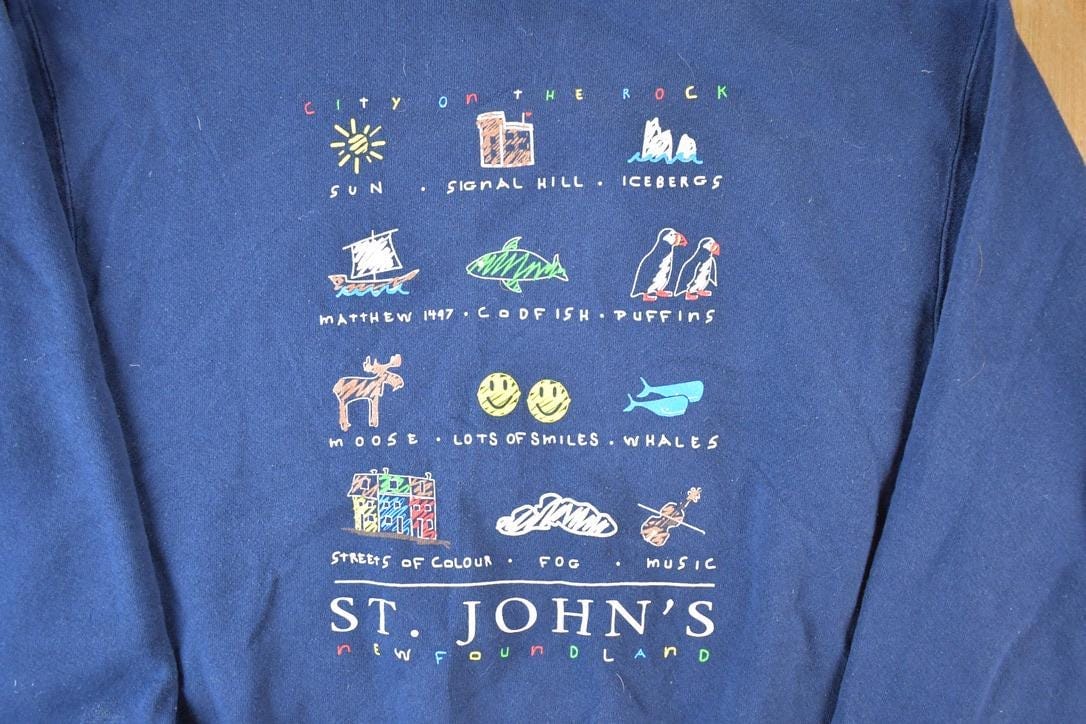 CITY On THE ROCK
SUN · SIGNAL HILL · ICEBERGS
mATTHEW 1497 · CODFISH · PUFFInS
mOOSE · LOTS OF SmILES · WHALES
STREETS OF COLOUR · FOG · mUSIC
ST. JOHN'S
nEWFOUnDLAnD